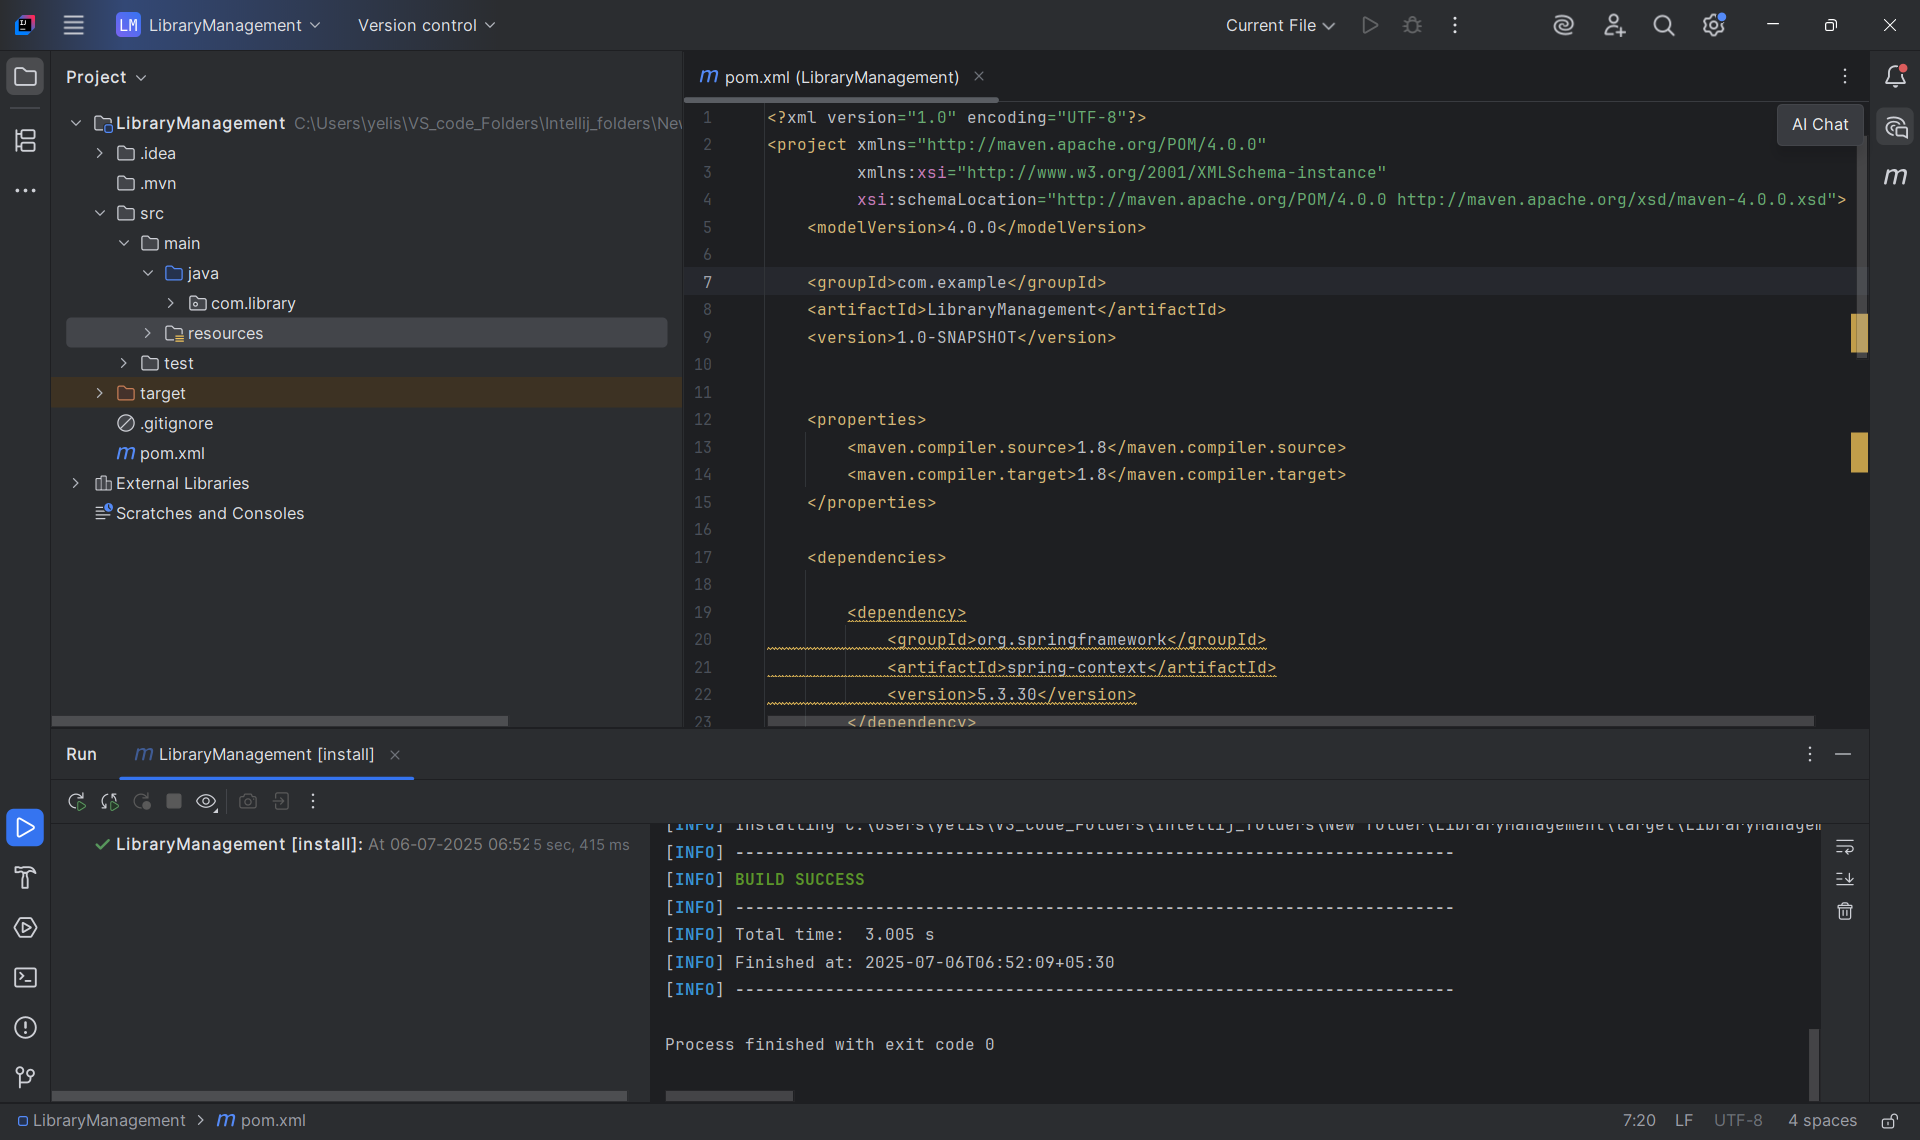 LM LibraryManagement
Version control
Current File
Project
LibraryManagement C:\Users\yelis\VS_code_Folders\Intellij_folders\Nev
.idea
.mvn
src
main
java
com.library
resources
test
target
.gitignore
m pom.xml
External Libraries
Scratches and Consoles
m pom.xml (LibraryManagement)
AI Chat
m
1 <?xml version="1.0" encoding="UTF-8"?>
2 <project xmlns="http://maven.apache.org/POM/4.0.0"
3 xmlns:xsi="http://www.w3.org/2001/XMLSchema-instance"
4 xsi:schemaLocation="http://maven.apache.org/POM/4.0.0 http://maven.apache.org/xsd/maven-4.0.0.xsd">
5 <modelVersion>4.0.0</modelVersion>
6
7 <groupId>com.example</groupId>
8 <artifactId>LibraryManagement</artifactId>
9 <version>1.0-SNAPSHOT</version>
10
11
12 <properties>
13 <maven.compiler.source>1.8</maven.compiler.source>
14 <maven.compiler.target>1.8</maven.compiler.target>
15 </properties>
16
17 <dependencies>
18
19 <dependency>
20 <groupId>org.springframework</groupId>
21 <artifactId>spring-context</artifactId>
22 <version>5.3.30</version>
23 </dependency>
Run
m LibraryManagement [install]
LibraryManagement [install]: At 06-07-2025 06:52 5 sec, 415 ms
[INFO] Installing C:\Users\yelis\VS_code_Folders\Intellij_folders\New folder\LibraryManagement\target\LibraryManagem
[INFO] ------------------------------------------------------------------------
[INFO] BUILD SUCCESS
[INFO] ------------------------------------------------------------------------
[INFO] Total time:  3.005 s
[INFO] Finished at: 2025-07-06T06:52:09+05:30
[INFO] ------------------------------------------------------------------------
Process finished with exit code 0
LibraryManagement > m pom.xml
7:20 LF UTF-8 4 spaces